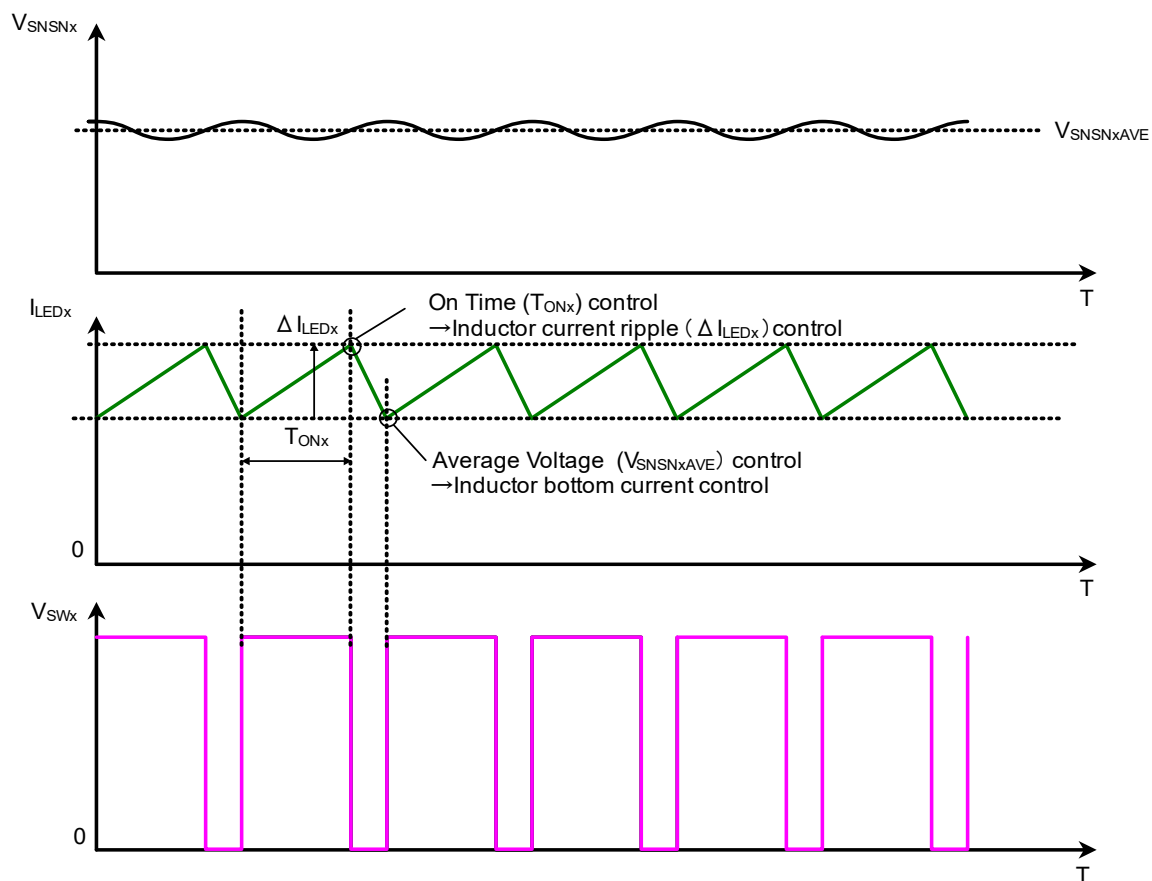 VSNSNx
VSNSNxAVE
T
ILEDx
Δ ILEDx
On Time (TONx) control
→Inductor current ripple ( Δ ILEDx) control
TONx
Average Voltage (VSNSNxAVE) control
→Inductor bottom current control
0
T
VSWx
0
T